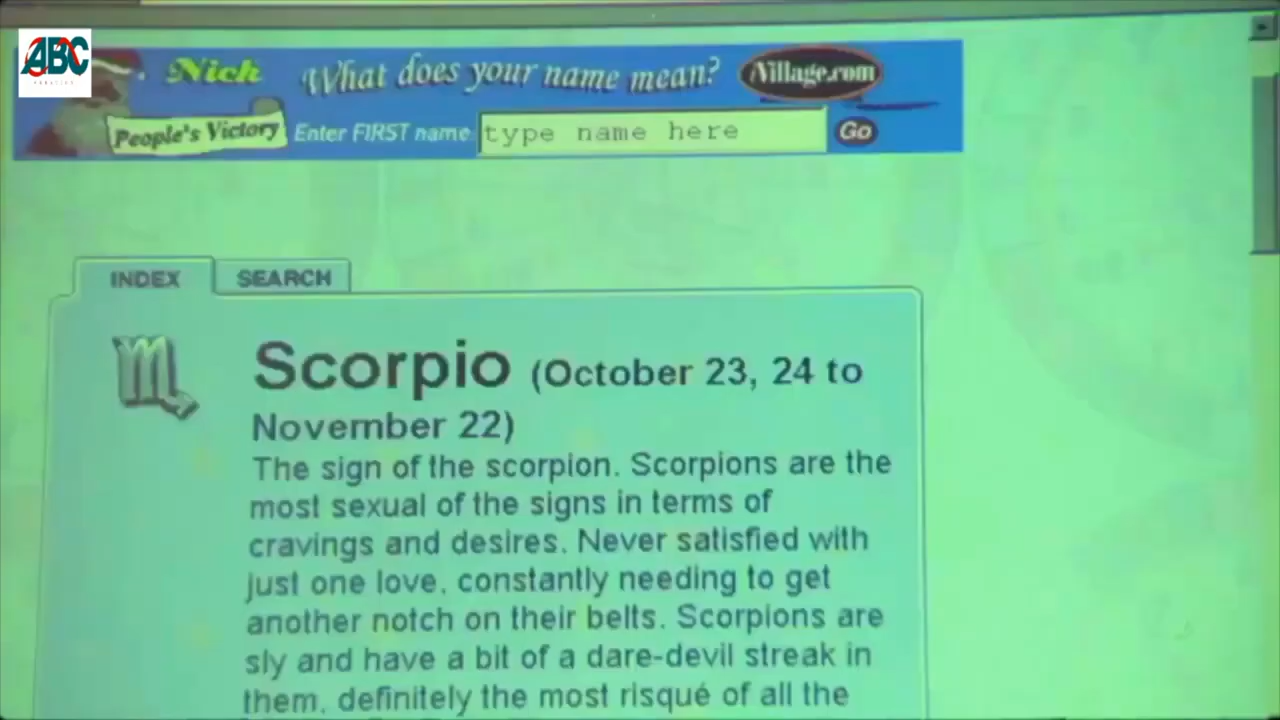 ABC
Nick What does your name mean? iVillage.com
People's Victory Enter FIRST name type name here Go
INDEX SEARCH
Scorpio (October 23, 24 to
November 22)
The sign of the scorpion. Scorpions are the
most sexual of the signs in terms of
cravings and desires. Never satisfied with
just one love, constantly needing to get
another notch on their belts. Scorpions are
sly and have a bit of a dare-devil streak in
them, definitely the most risqué of all the